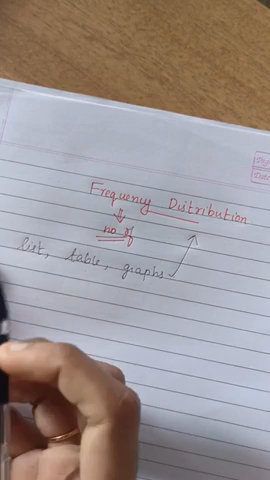 Frequency Distribution
no of
list, table, graphs